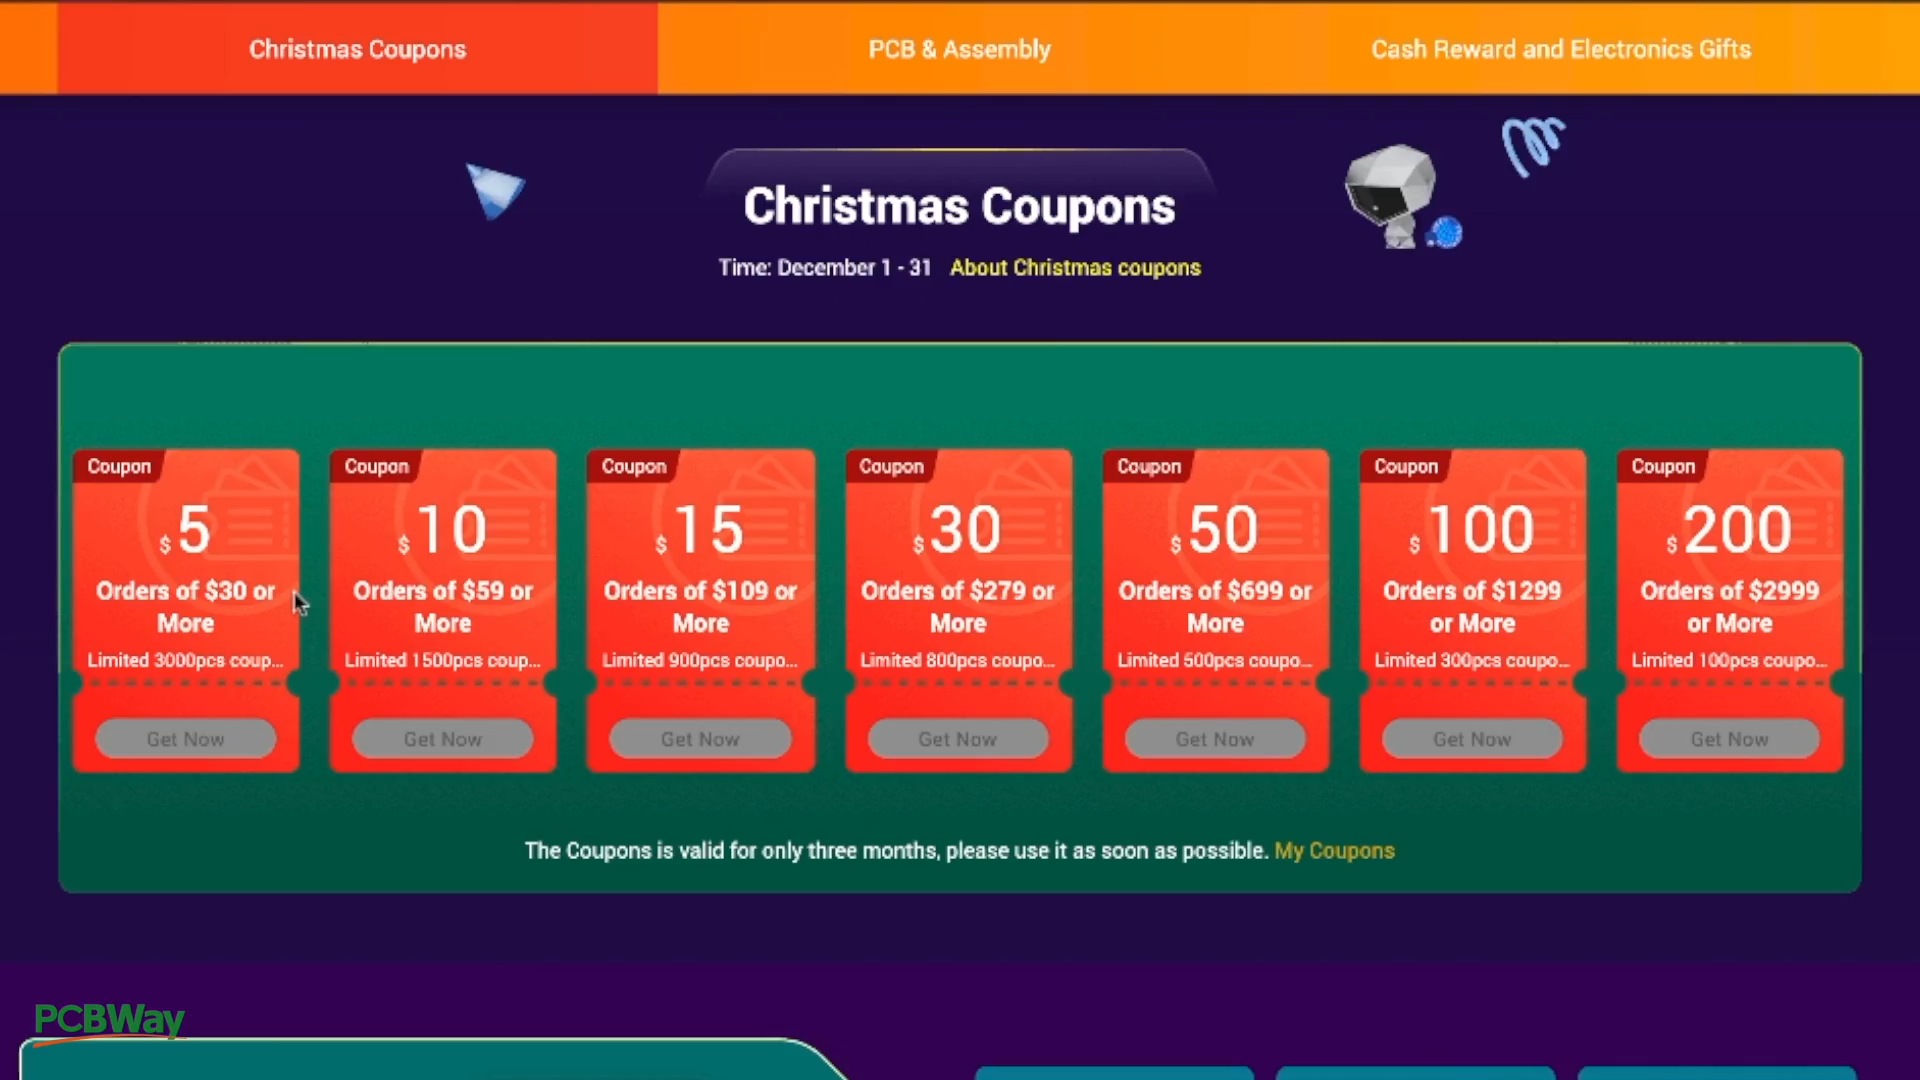 Christmas Coupons
PCB & Assembly
Cash Reward and Electronics Gifts
Christmas Coupons
Time: December 1 - 31 About Christmas coupons
Coupon
$5
Orders of $30 or
More
Limited 3000pcs coup...
Get Now
Coupon
$10
Orders of $59 or
More
Limited 1500pcs coup...
Get Now
Coupon
$15
Orders of $109 or
More
Limited 900pcs coupo...
Get Now
Coupon
$30
Orders of $279 or
More
Limited 800pcs coupo...
Get Now
Coupon
$50
Orders of $699 or
More
Limited 500pcs coupo...
Get Now
Coupon
$100
Orders of $1299
or More
Limited 300pcs coupo...
Get Now
Coupon
$200
Orders of $2999
or More
Limited 100pcs coupo...
Get Now
The Coupons is valid for only three months, please use it as soon as possible. My Coupons
PCBWay